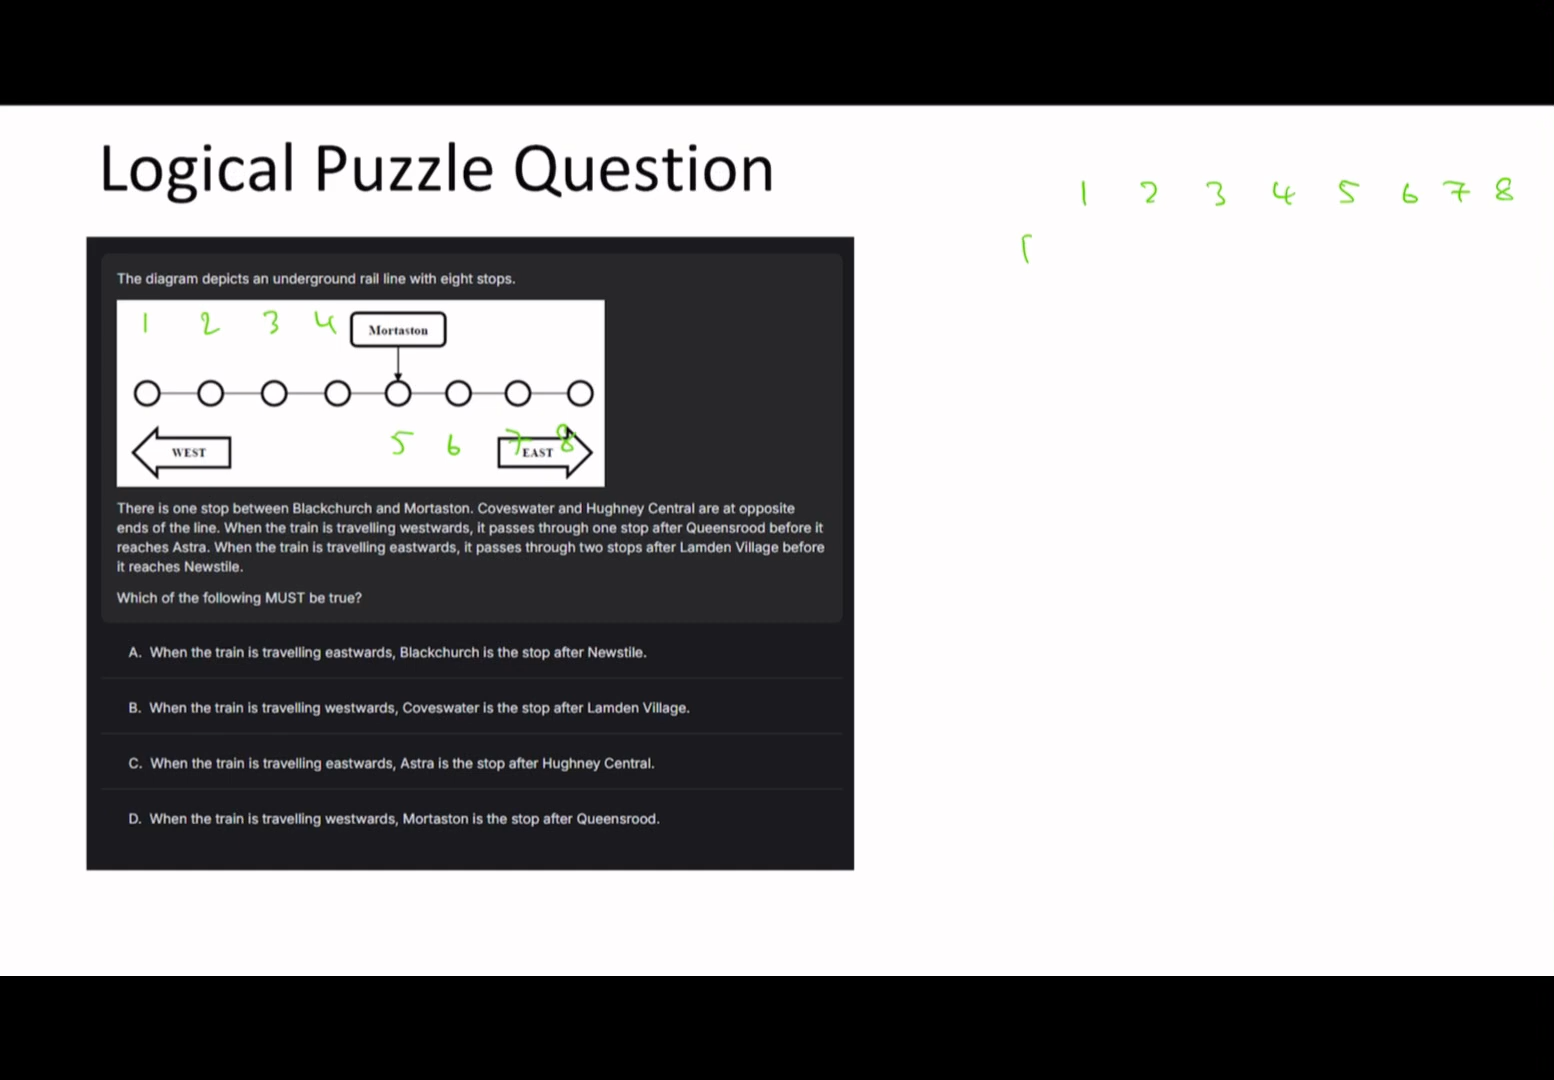 Logical Puzzle Question
1 2 3 4 5 6 7 8
The diagram depicts an underground rail line with eight stops.
1 2 3 4
Mortaston
5 6 7 8
WEST
EAST
There is one stop between Blackchurch and Mortaston. Coveswater and Hughney Central are at opposite
ends of the line. When the train is travelling westwards, it passes through one stop after Queensrood before it
reaches Astra. When the train is travelling eastwards, it passes through two stops after Lamden Village before
it reaches Newstile.
Which of the following MUST be true?
A. When the train is travelling eastwards, Blackchurch is the stop after Newstile.
B. When the train is travelling westwards, Coveswater is the stop after Lamden Village.
C. When the train is travelling eastwards, Astra is the stop after Hughney Central.
D. When the train is travelling westwards, Mortaston is the stop after Queensrood.